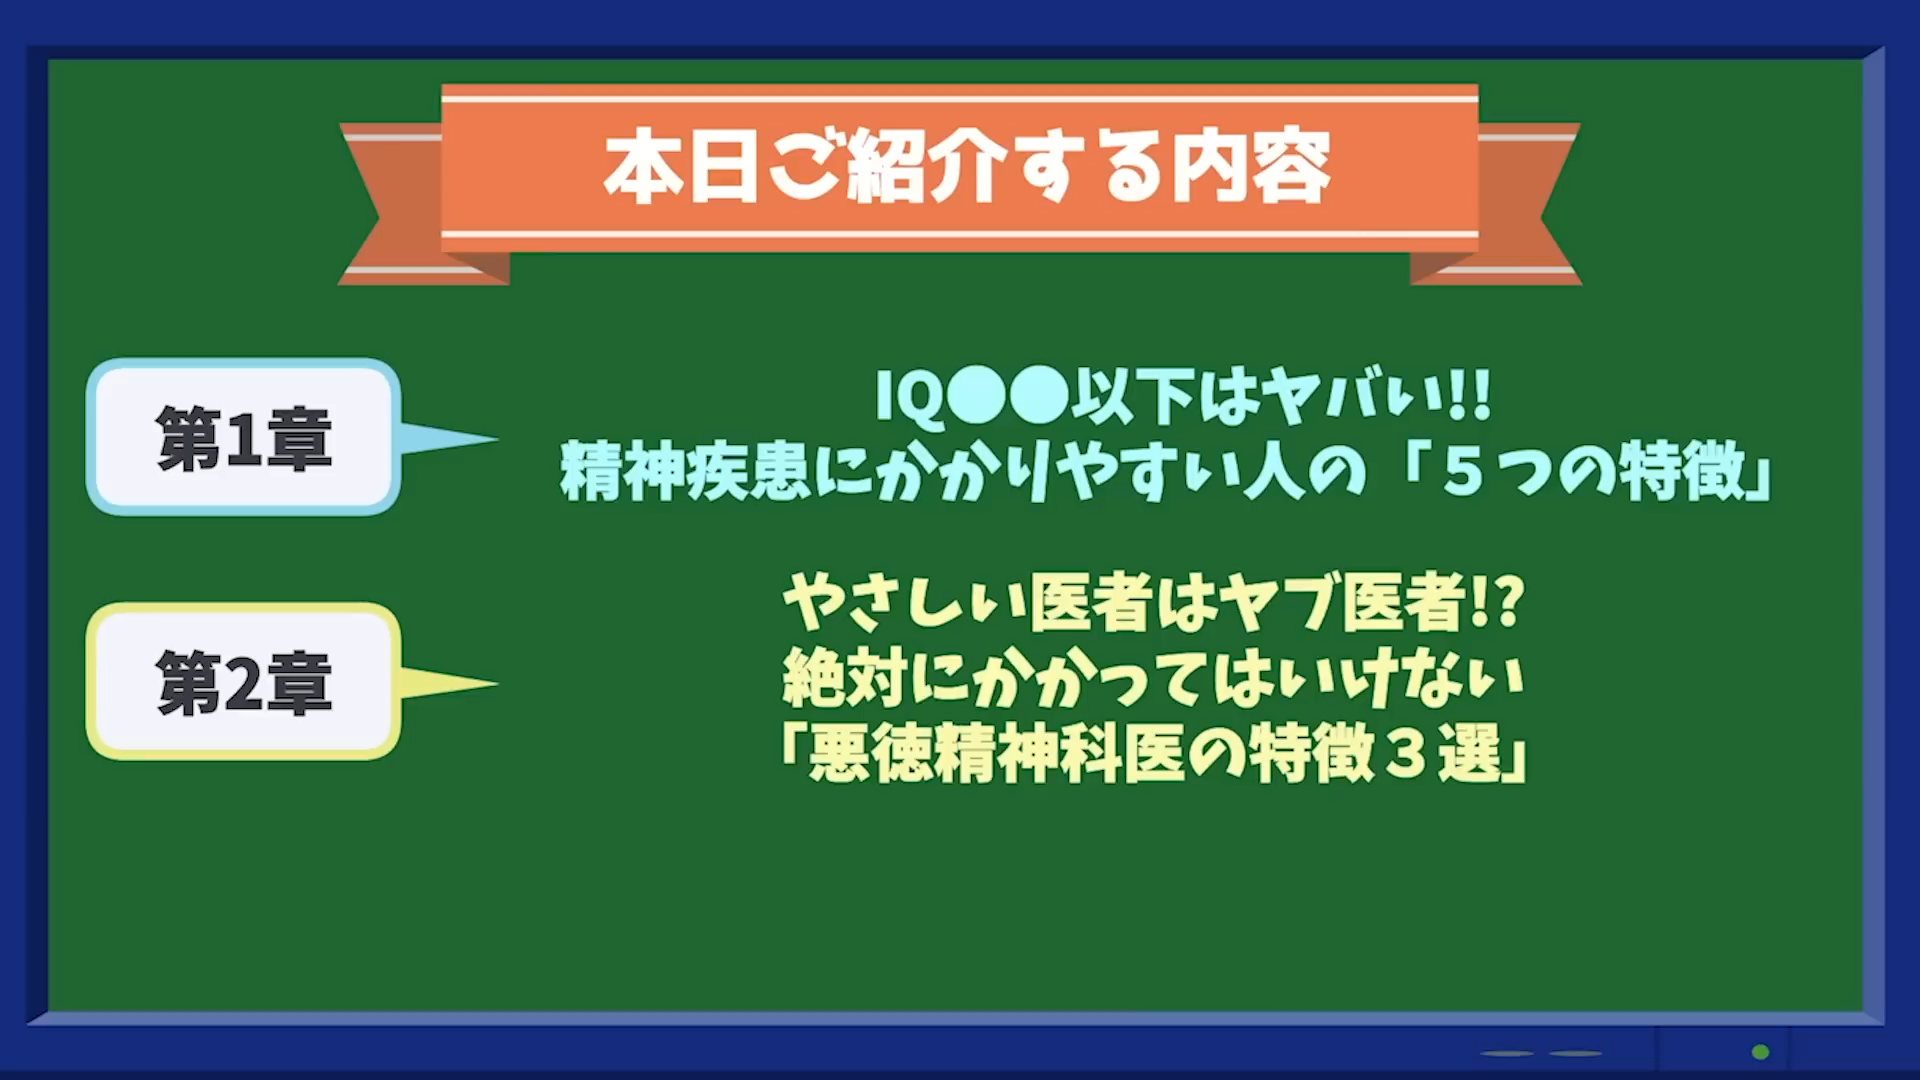 本日ご紹介する内容
第1章
IQ●●以下はヤバい!!
精神疾患にかかりやすい人の「５つの特徴」
第2章
やさしい医者はヤブ医者!?
絶対にかかってはいけない
「悪徳精神科医の特徴３選」